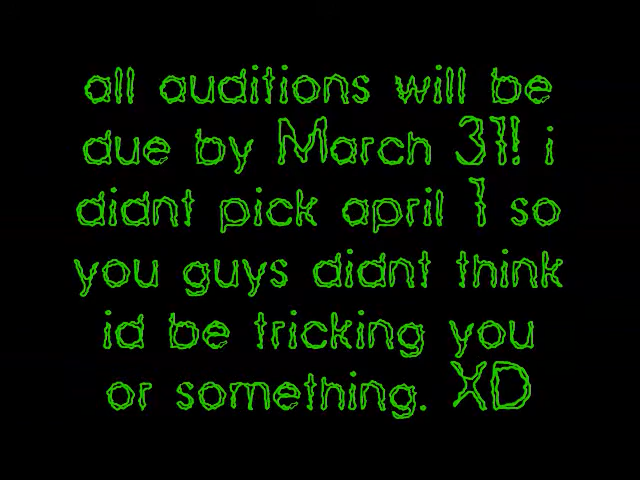 all auditions will be
due by March 31! i
didnt pick april 1 so
you guys didnt think
id be tricking you
or something. XD